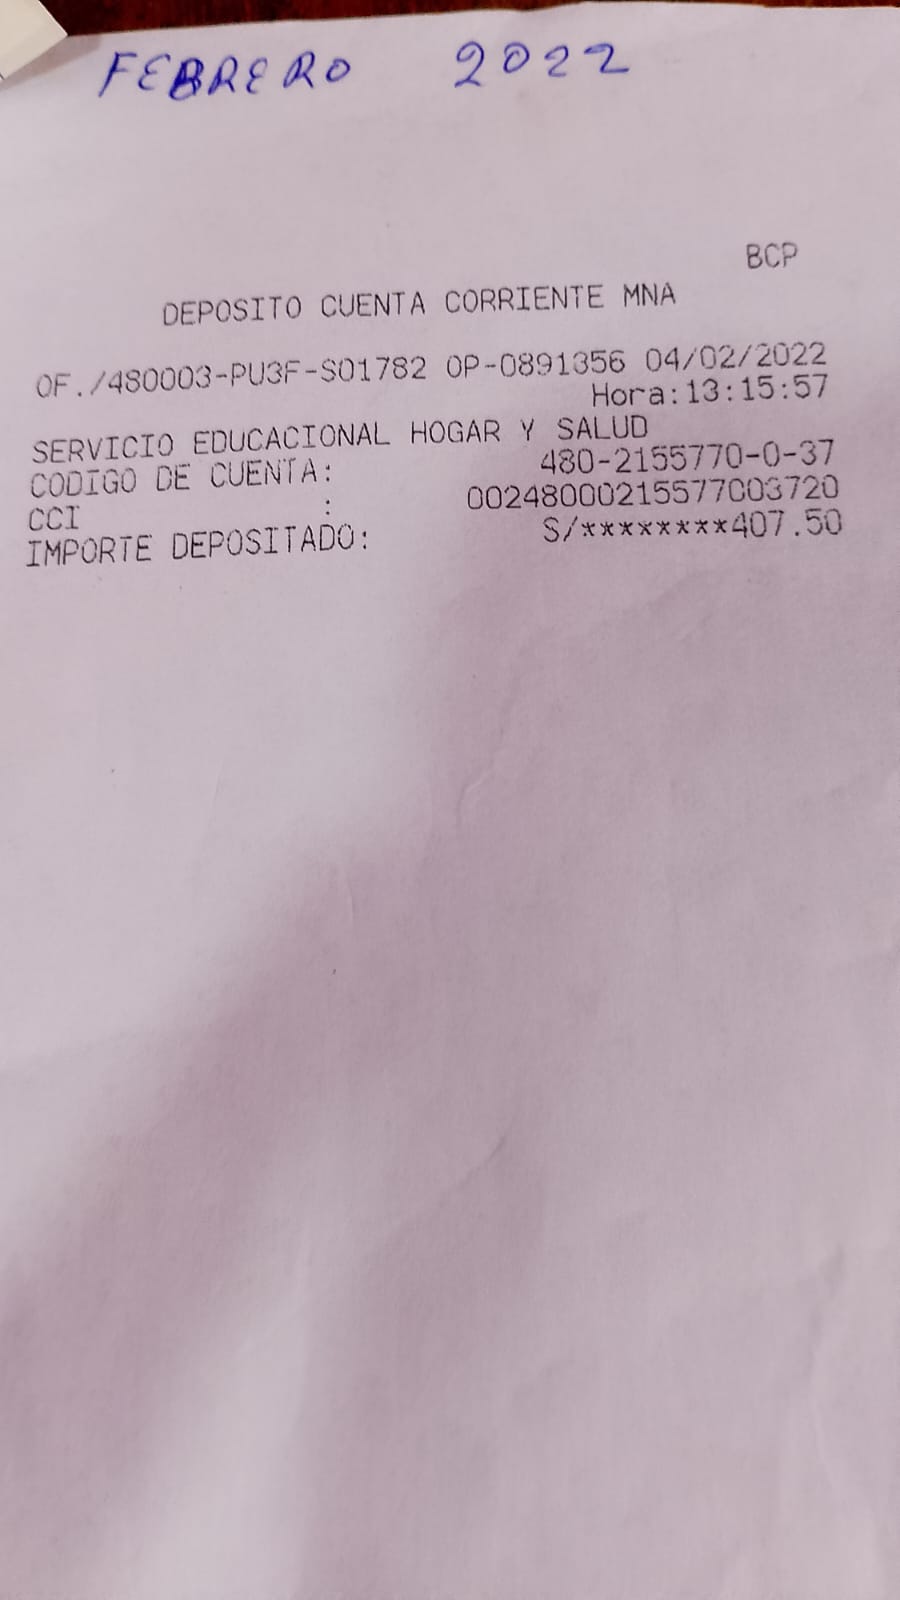 FEBRERO 2022
BCP
DEPOSITO CUENTA CORRIENTE MNA
OF./480003-PU3F-S01782 OP-0891356 04/02/2022
Hora:13:15:57
SERVICIO EDUCACIONAL HOGAR Y SALUD
CODIGO DE CUENTA: 480-2155770-0-37
CCI : 00248000215577003720
IMPORTE DEPOSITADO: S/********407.50